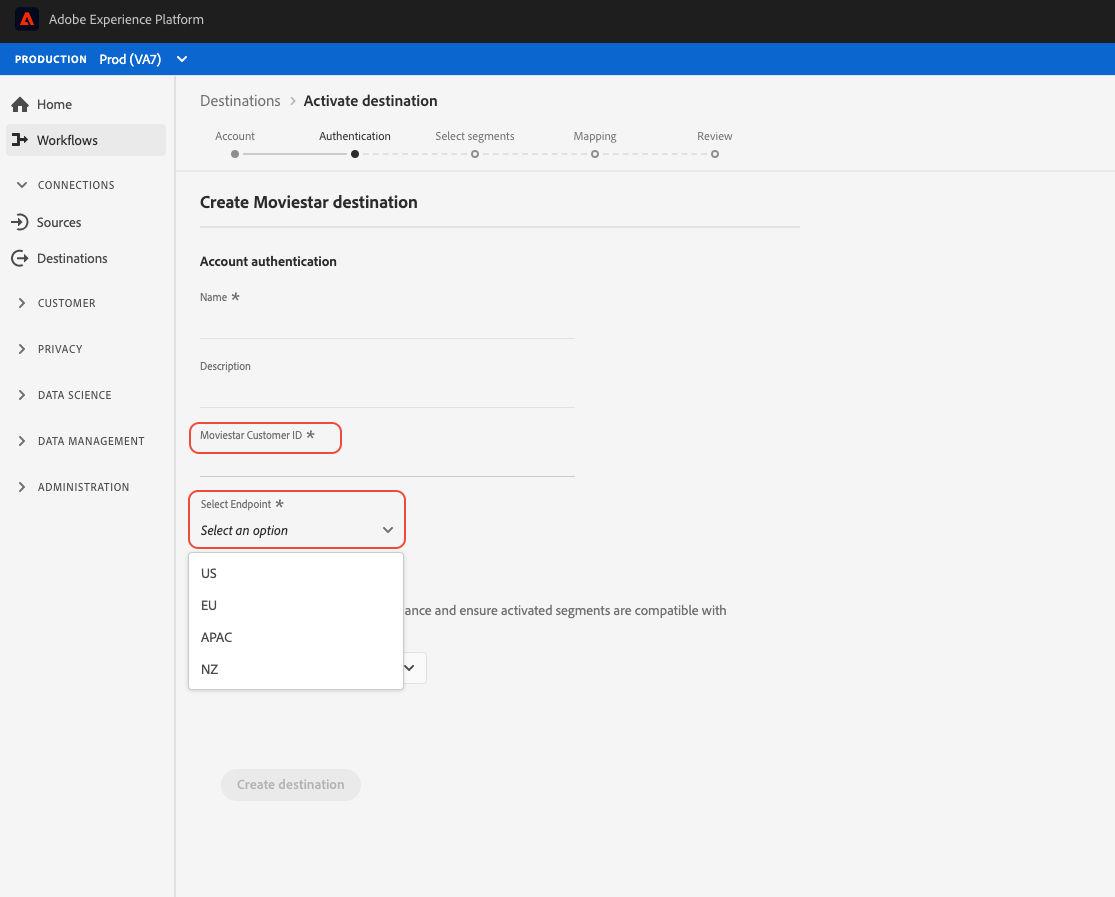 Adobe Experience Platform
PRODUCTION Prod (VA7)
Home
Workflows
CONNECTIONS
Sources
Destinations
CUSTOMER
PRIVACY
DATA SCIENCE
DATA MANAGEMENT
ADMINISTRATION
Destinations > Activate destination
Account Authentication Select segments Mapping Review
Create Moviestar destination
Account authentication
Name *
Description
Moviestar Customer ID *
Select Endpoint *
Select an option
US
EU
APAC
NZ
and ensure activated segments are compatible with
Create destination